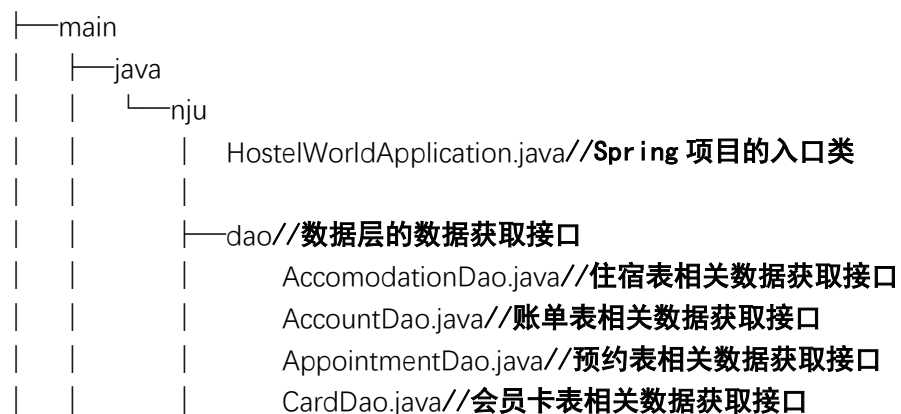 ├──main
│ ├──java
│ │ └──nju
│ │ │ HostelWorldApplication.java//Spring 项目的入口类
│ │ │
│ │ ├──dao//数据层的数据获取接口
│ │ │ AccomodationDao.java//住宿表相关数据获取接口
│ │ │ AccountDao.java//账单表相关数据获取接口
│ │ │ AppointmentDao.java//预约表相关数据获取接口
│ │ │ CardDao.java//会员卡表相关数据获取接口